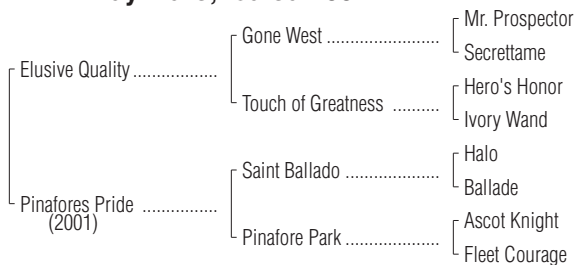 Mr. Prospector
Gone West
Secrettame
Elusive Quality
Hero's Honor
Touch of Greatness
Ivory Wand
Halo
Saint Ballado
Ballade
Pinafores Pride
(2001)
Ascot Knight
Pinafore Park
Fleet Courage